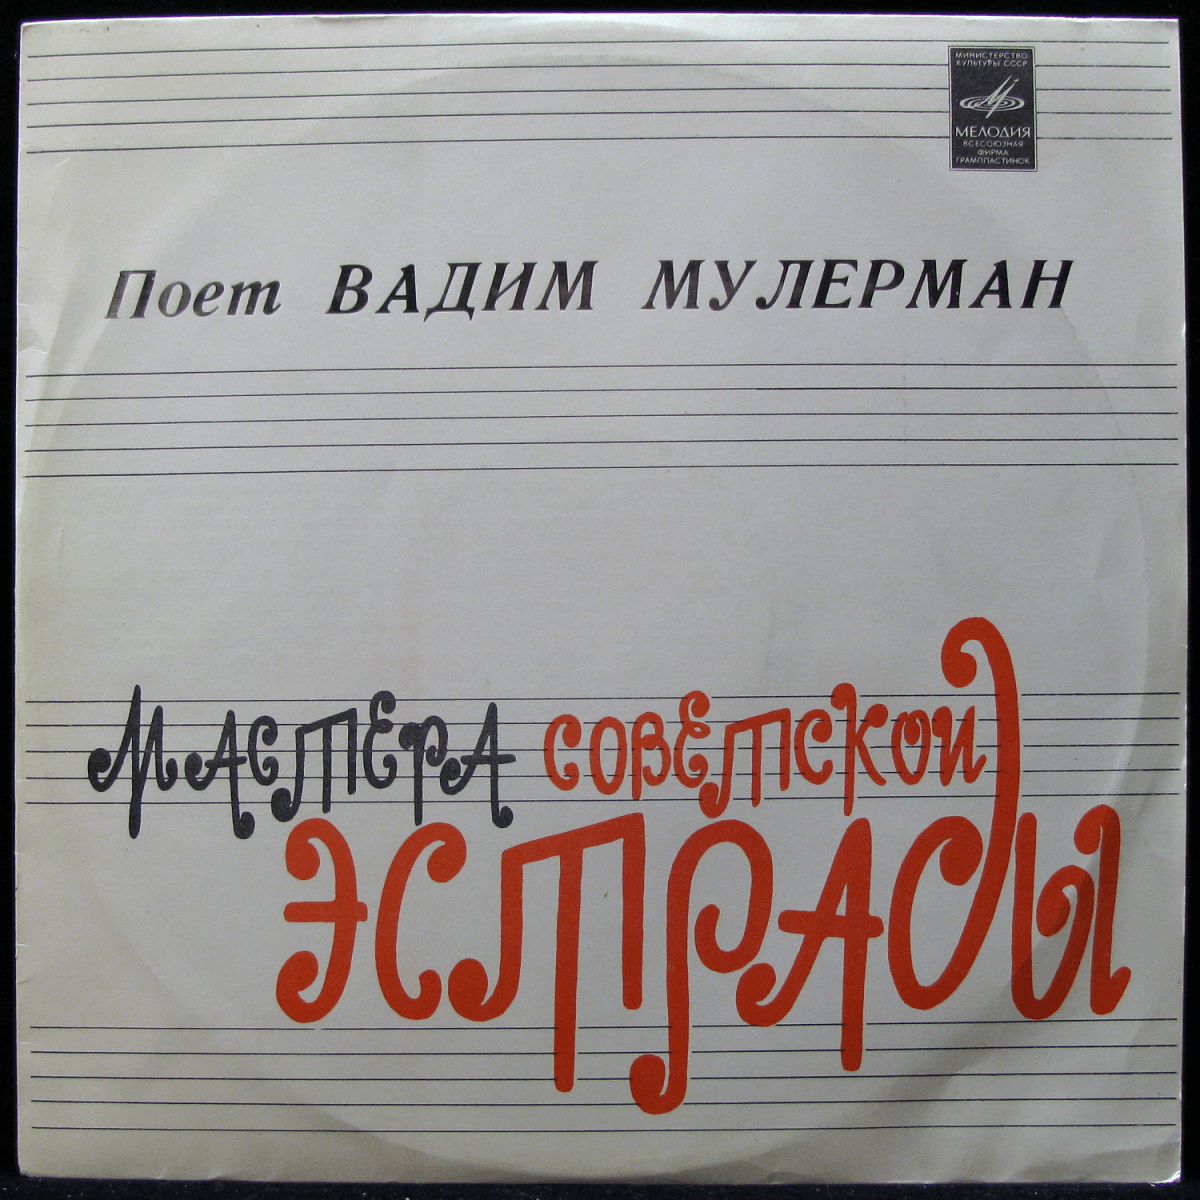 МИНИСТЕРСТВО
КУЛЬТУРЫ СССР
МЕЛОДИЯ
ВСЕСОЮЗНАЯ
ФИРМА
ГРАМПЛАСТИНОК
Поет ВАДИМ МУЛЕРМАН
МАСТЕРА СОВЕТСКОЙ
ЭСТРАДЫ